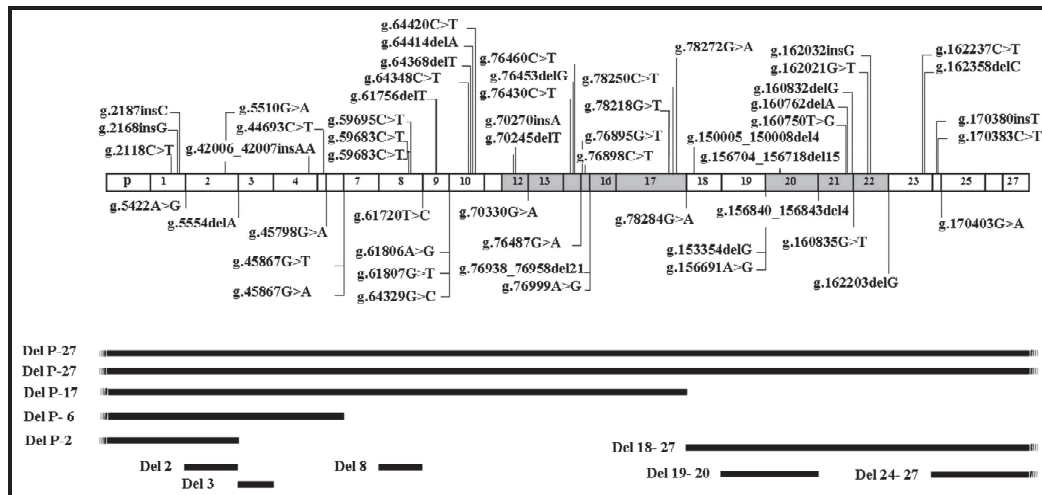 g.64420C>T
g.64414delA
g.64368delT
g.64348C>T
g.61756delT
g.59695C>T
g.59683C>T
g.59683C>T
g.76460C>T
g.76453delG
g.76430C>T
g.70270insA
g.70245delT
g.78272G>A
g.78250C>T
g.78218G>T
g.76895G>T
g.76898C>T
g.162032insG
g.162021G>T
g.160832delG
g.160762delA
g.160750T>G
g.150005_150008del4
g.156704_156718del15
g.162237C>T
g.162358delC
g.170380insT
g.170383C>T
g.2187insC
g.2168insG
g.2118C>T
g.5510G>A
g.44693C>T
g.42006_42007insAA
P 1 2 3 4 7 8 9 10 12 13 16 17 18 19 20 21 22 23 25 27
g.5422A>G
g.5554delA
g.45798G>A
g.45867G>T
g.45867G>A
g.61720T>C
g.61806A>G
g.61807G>T
g.64329G>C
g.70330G>A
g.76487G>A
g.76938_76958del21
g.76999A>G
g.78284G>A
g.156840_156843del4
g.153354delG
g.156691A>G
g.160835G>T
g.162203delG
g.170403G>A
Del P-27
Del P-27
Del P-17
Del P- 6
Del P-2
Del 18- 27
Del 2
Del 8
Del 19- 20
Del 24- 27
Del 3